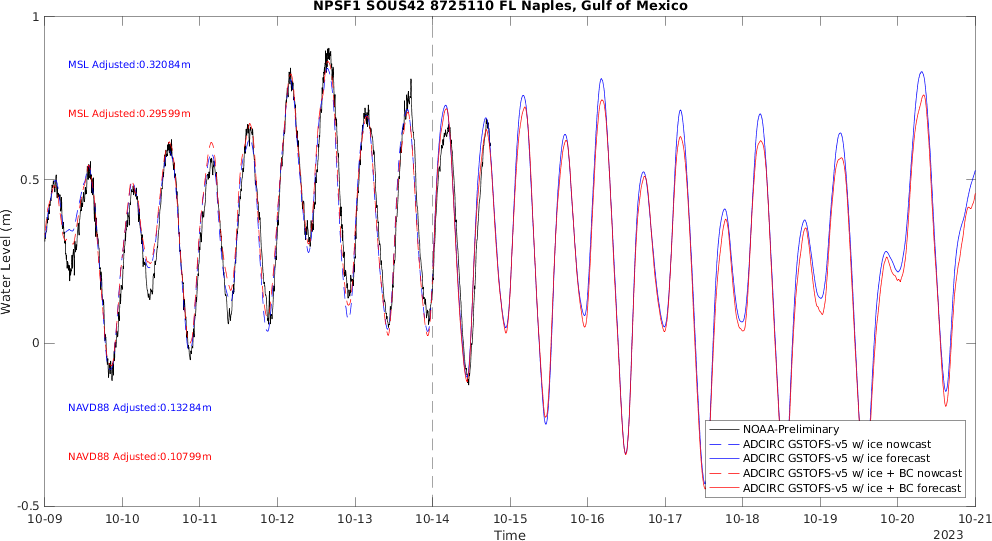 NPSF1 SOUS42 8725110 FL Naples, Gulf of Mexico
1
0.5
0
-0.5
Water Level (m)
MSL Adjusted:0.32084m
MSL Adjusted:0.29599m
NAVD88 Adjusted:0.13284m
NAVD88 Adjusted:0.10799m
NOAA-Preliminary
ADCIRC GSTOFS-v5 w/ ice nowcast
ADCIRC GSTOFS-v5 w/ ice forecast
ADCIRC GSTOFS-v5 w/ ice + BC nowcast
ADCIRC GSTOFS-v5 w/ ice + BC forecast
10-09 10-10 10-11 10-12 10-13 10-14 10-15 10-16 10-17 10-18 10-19 10-20 10-21
Time
2023